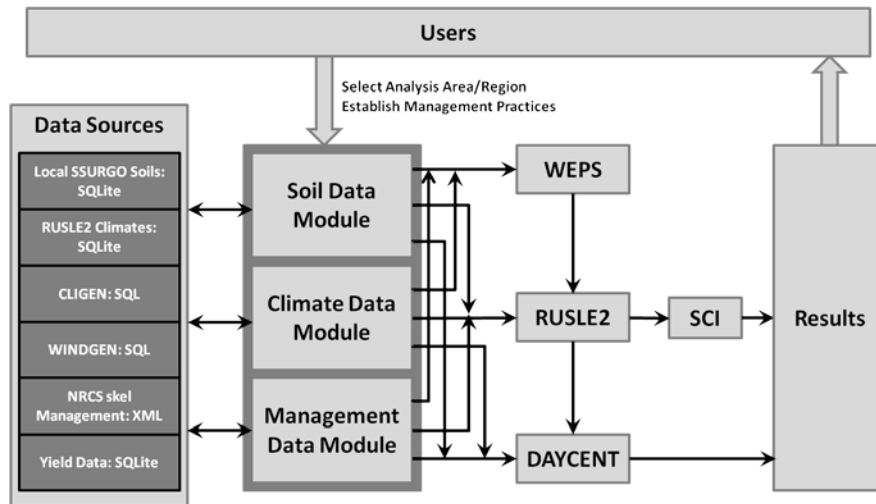 Users
Select Analysis Area/Region
Establish Management Practices
Data Sources
Local SSURGO Soils:
SQLite
RUSLE2 Climates:
SQLite
CLIGEN: SQL
WINDGEN: SQL
NRCS skel
Management: XML
Yield Data: SQLite
Soil Data
Module
Climate Data
Module
Management
Data Module
WEPS
RUSLE2
SCI
DAYCENT
Results